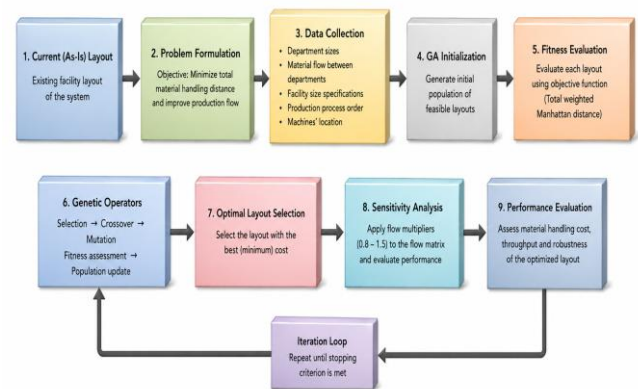 1. Current (As-Is) Layout
Existing facility layout
of the system
2. Problem Formulation
Objective: Minimize total
material handling distance
and improve production flow
3. Data Collection
• Department sizes
• Material flow between
departments
• Facility size specifications
• Production process order
• Machines' location
4. GA Initialization
Generate initial
population of
feasible layouts
5. Fitness Evaluation
Evaluate each layout
using objective function
(Total weighted
Manhattan distance)
6. Genetic Operators
Selection → Crossover →
Mutation
Fitness assessment →
Population update
7. Optimal Layout Selection
Select the layout with the
best (minimum) cost
8. Sensitivity Analysis
Apply flow multipliers
(0.8 – 1.5) to the flow matrix
and evaluate performance
9. Performance Evaluation
Assess material handling cost,
throughput and robustness
of the optimized layout
Iteration Loop
Repeat until stopping
criterion is met